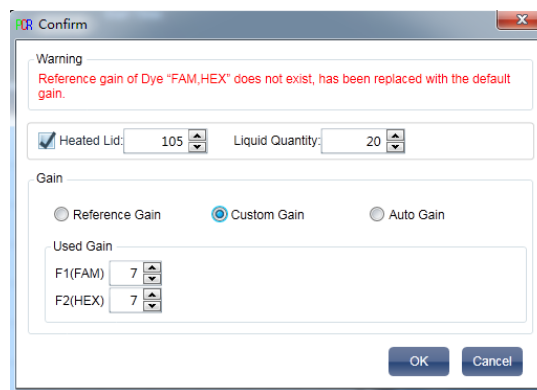 PCR Confirm
Warning
Reference gain of Dye “FAM,HEX” does not exist, has been replaced with the default
gain.
Heated Lid: 105 Liquid Quantity: 20
Gain
Reference Gain Custom Gain Auto Gain
Used Gain
F1(FAM) 7
F2(HEX) 7
OK Cancel